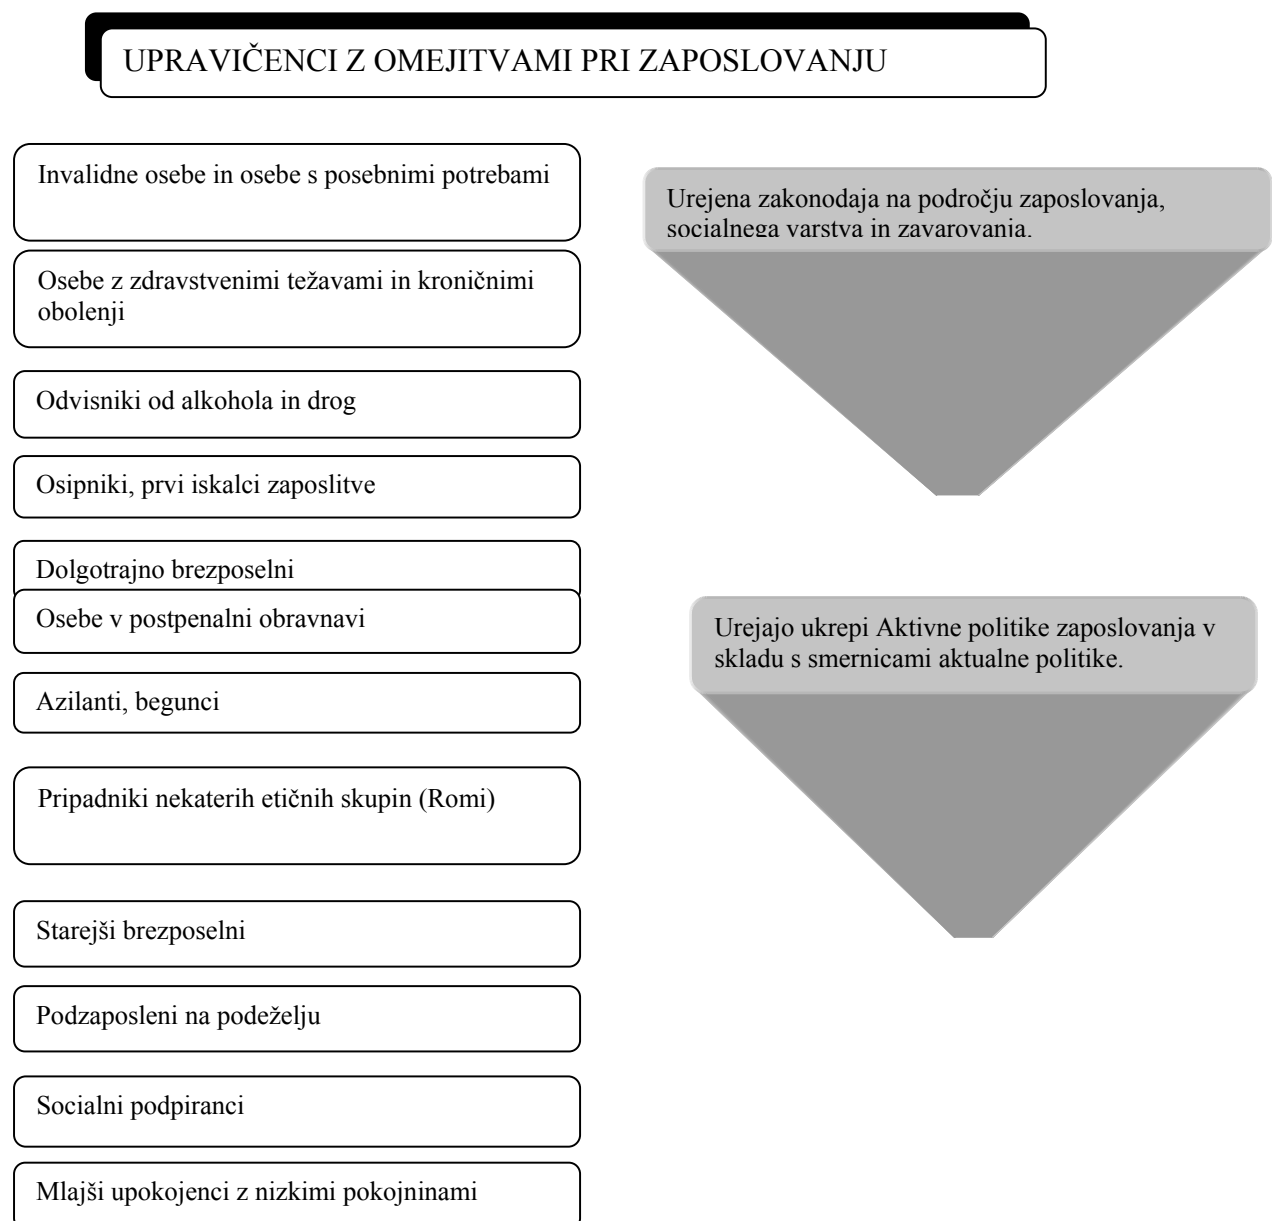 UPRAVIČENCI Z OMEJITVAMI PRI ZAPOSLOVANJU
Invalidne osebe in osebe s posebnimi potrebami
Osebe z zdravstvenimi težavami in kroničnimi
obolenji
Odvisniki od alkohola in drog
Osipniki, prvi iskalci zaposlitve
Dolgotrajno brezposelni
Osebe v postpenalni obravnavi
Azilanti, begunci
Pripadniki nekaterih etičnih skupin (Romi)
Starejši brezposelni
Podzaposleni na podeželju
Socialni podpiranci
Mlajši upokojenci z nizkimi pokojninami
Urejena zakonodaja na področju zaposlovanja,
socialnega varstva in zavarovanja.
Urejajo ukrepi Aktivne politike zaposlovanja v
skladu s smernicami aktualne politike.